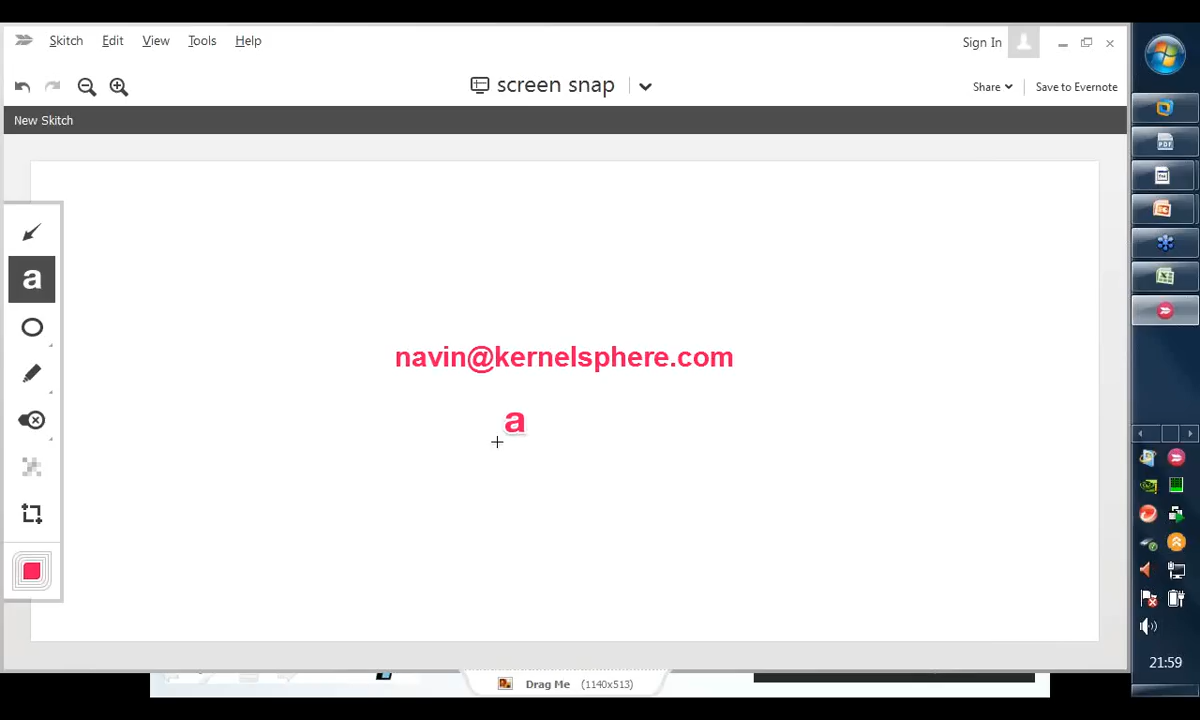 Skitch Edit View Tools Help
Sign In
screen snap
Share
Save to Evernote
New Skitch
a
navin@kernelsphere.com
a
PDF
21:59
Drag Me (1140x513)